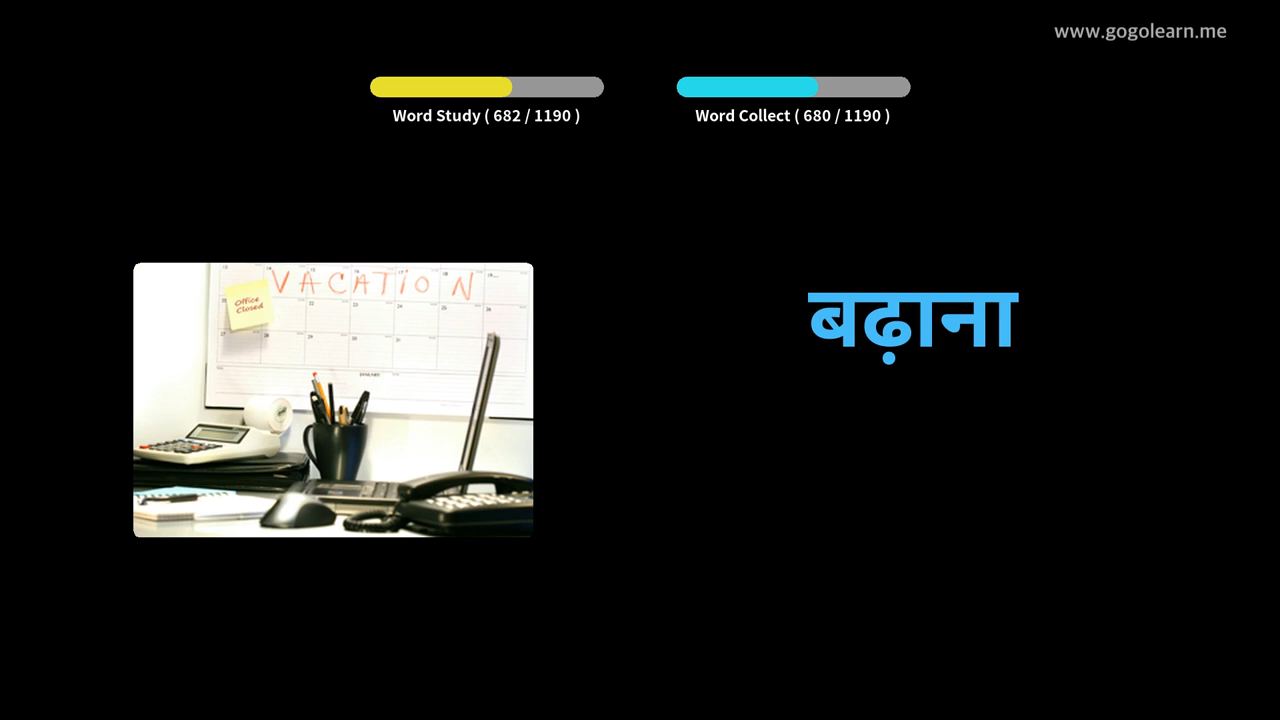 www.gogolearn.me
Word Study ( 682 / 1190 )
Word Collect ( 680 / 1190 )
VACATION
Office
Closed
बढ़ाना